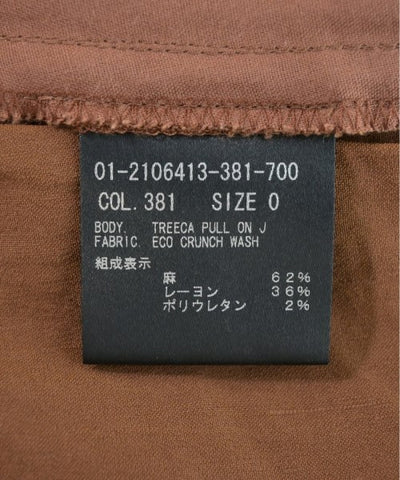 01-2106413-381-700
COL. 381 SIZE 0
BODY. TREECA PULL ON J
FABRIC. ECO CRUNCH WASH
組成表示
麻 62%
レーヨン 36%
ポリウレタン 2%